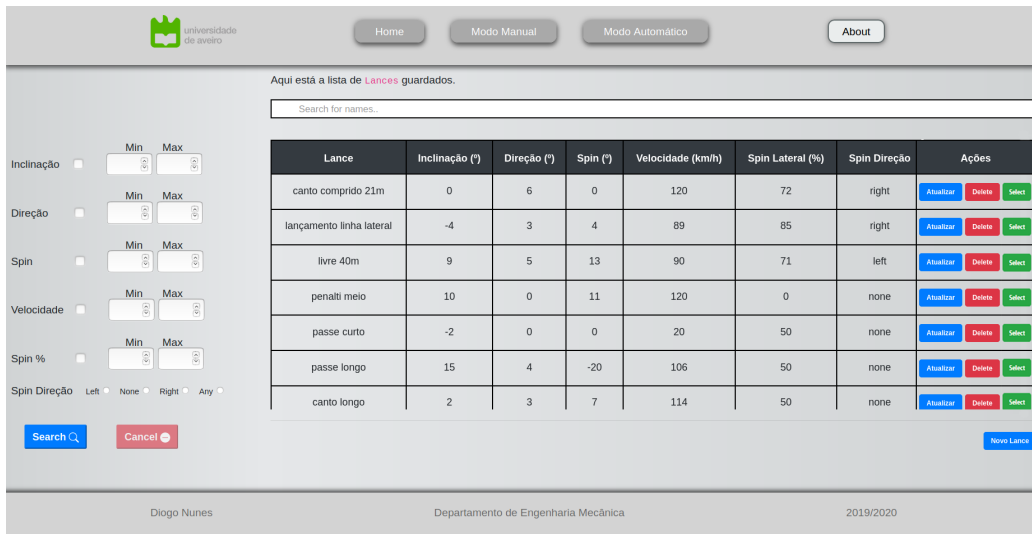 universidade
de aveiro
Home Modo Manual Modo Automático About
Aqui está a lista de Lances guardados.
Search for names..
Min Max
Inclinação
Min Max
Direção
Min Max
Spin
Min Max
Velocidade
Min Max
Spin %
Spin Direção Left None Right Any
Search Cancel
Lance Inclinação (º) Direção (º) Spin (º) Velocidade (km/h) Spin Lateral (%) Spin Direção Ações
canto comprido 21m 0 6 0 120 72 right Atualizar Delete Select
lançamento linha lateral -4 3 4 89 85 right Atualizar Delete Select
livre 40m 9 5 13 90 71 left Atualizar Delete Select
penalti meio 10 0 11 120 0 none Atualizar Delete Select
passe curto -2 0 0 20 50 none Atualizar Delete Select
passe longo 15 4 -20 106 50 none Atualizar Delete Select
canto longo 2 3 7 114 50 none Atualizar Delete Select
Novo Lance
Diogo Nunes Departamento de Engenharia Mecânica 2019/2020